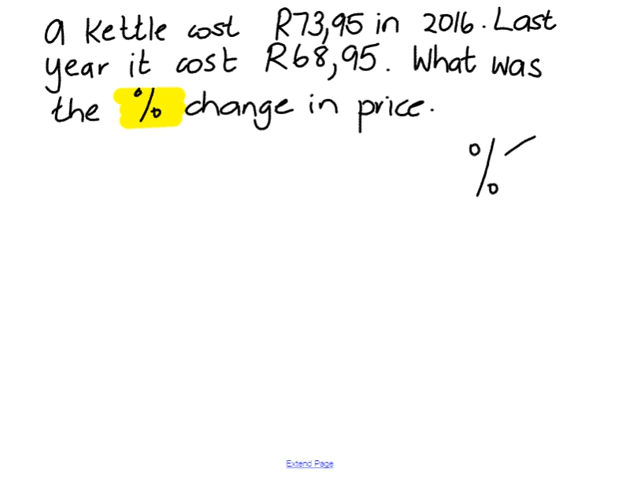 a kettle cost R73,95 in 2016. Last
year it cost R68,95. What was
the % change in price.
%
Extend Page